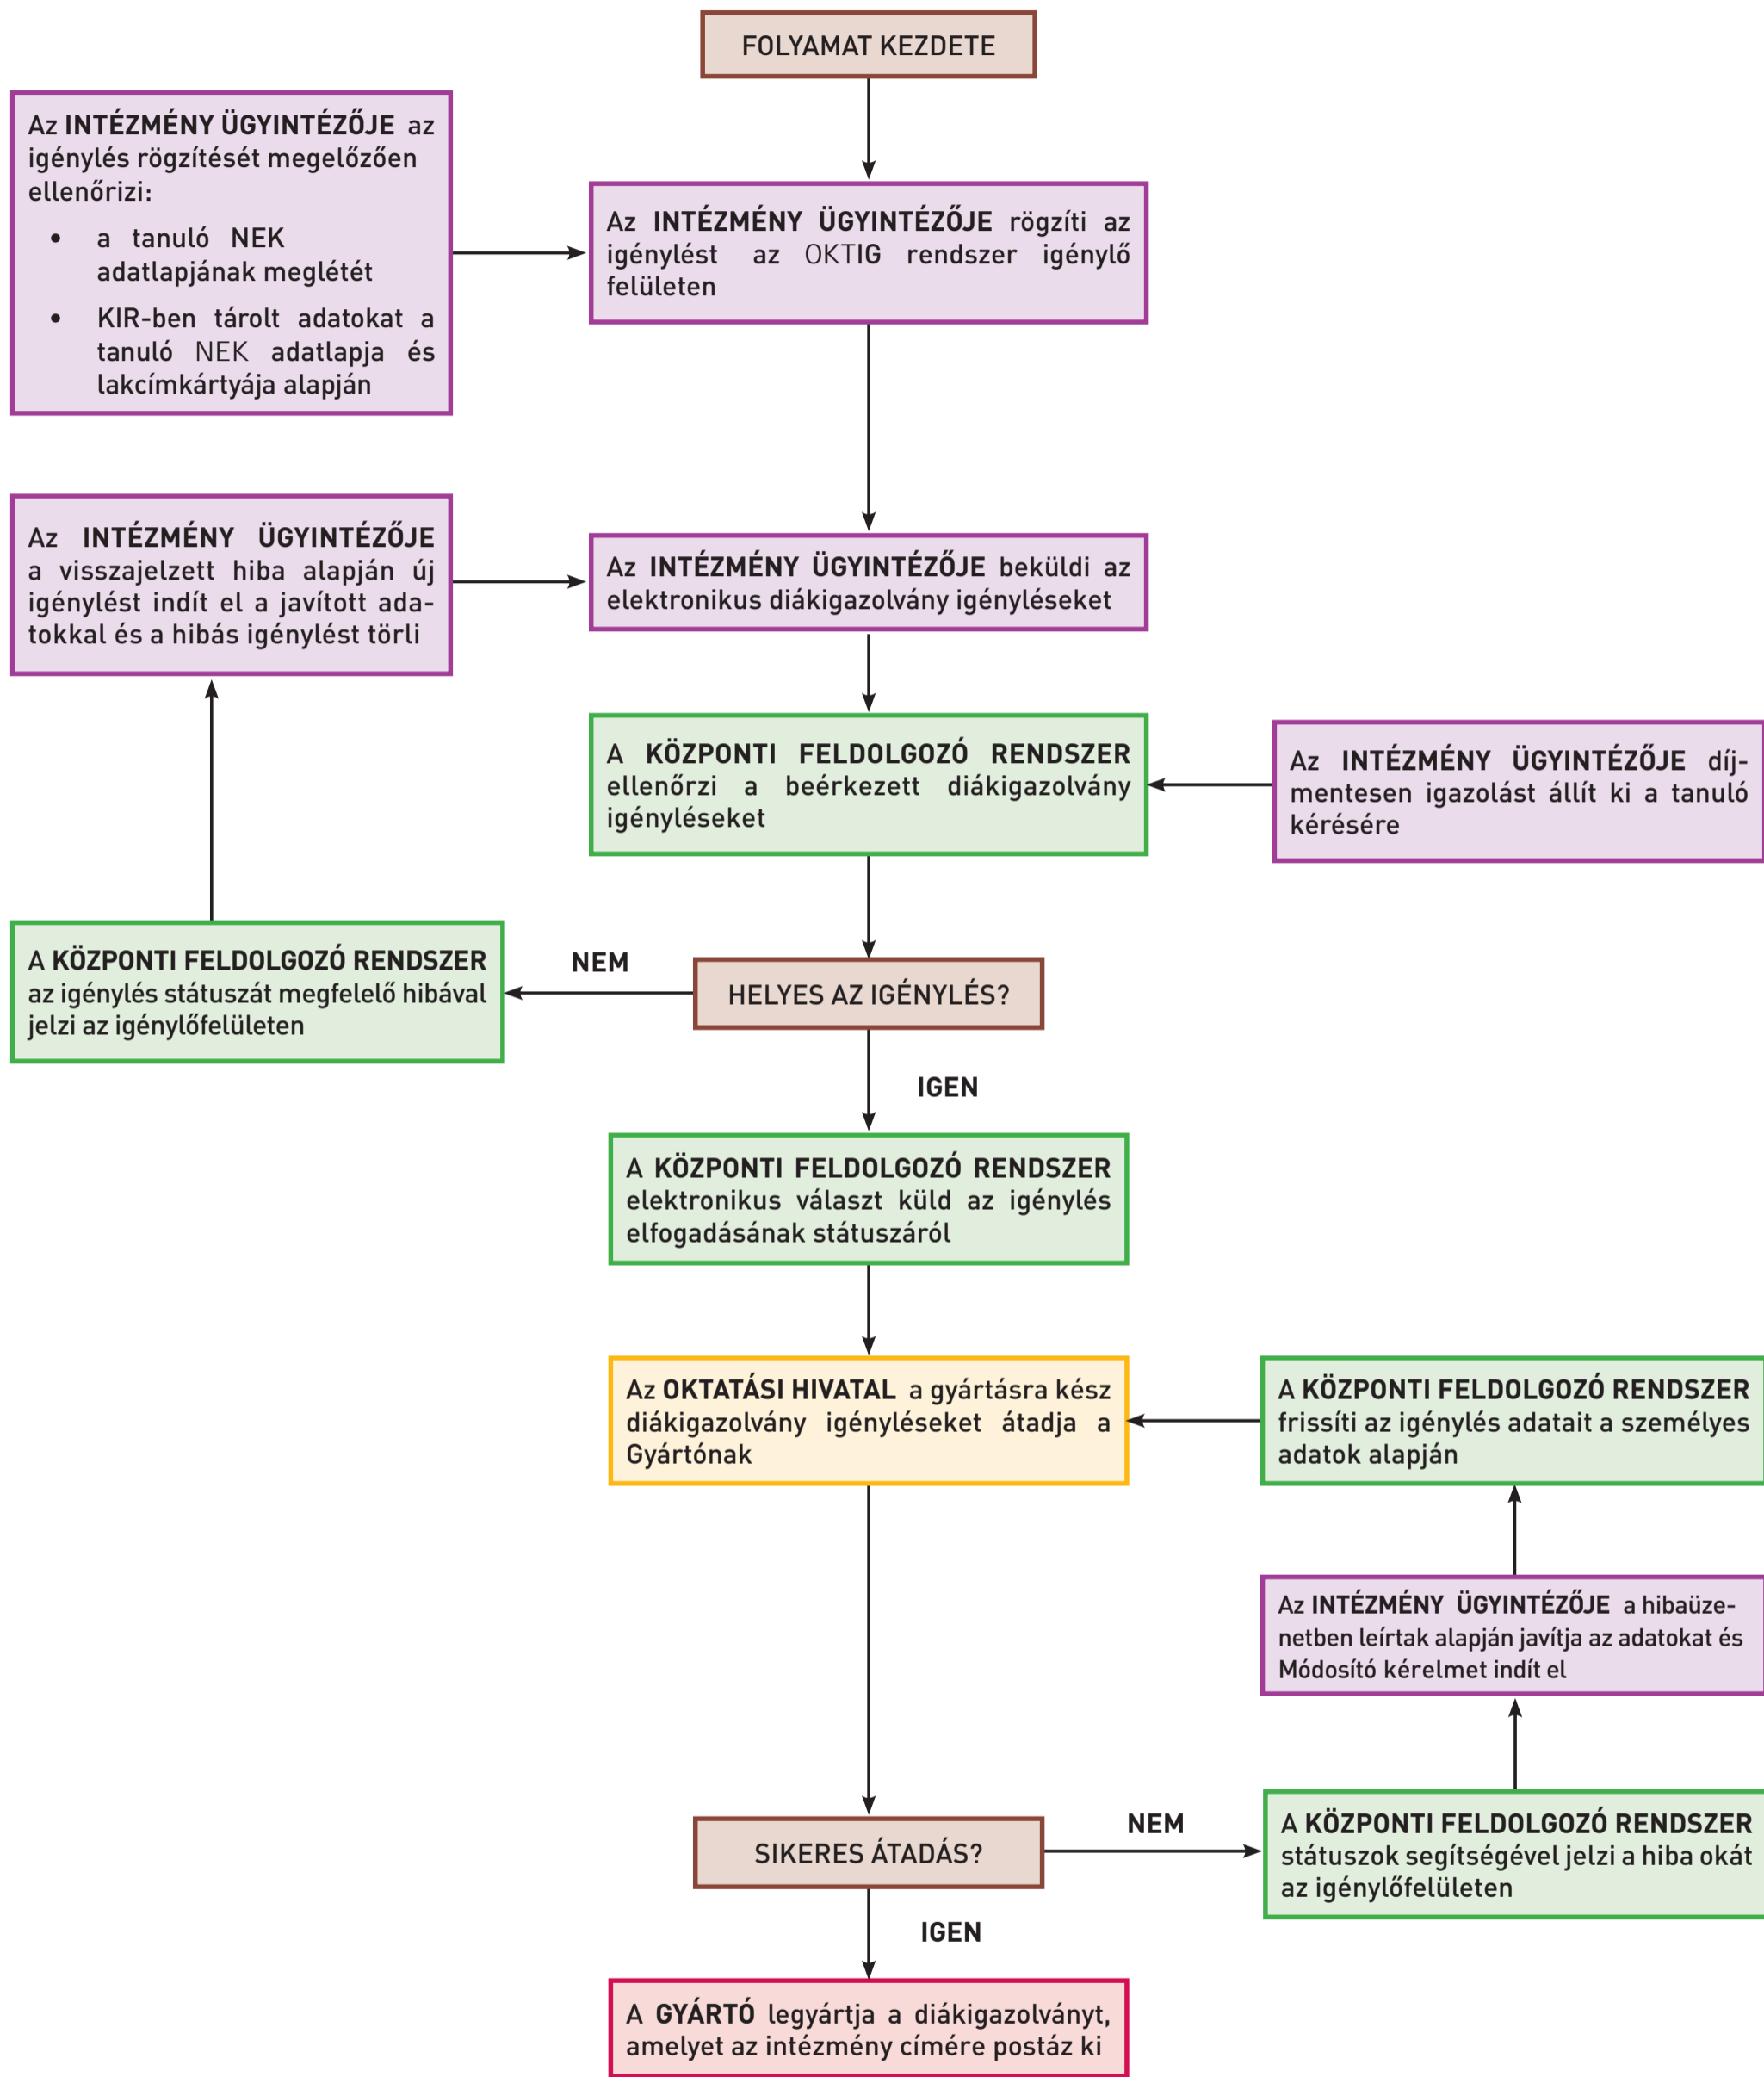 FOLYAMAT KEZDETE
Az INTÉZMÉNY ÜGYINTÉZŐJE az
igénylés rögzítését megelőzően
ellenőrizi:
• a tanuló NEK
adatlapjának meglétét
• KIR-ben tárolt adatokat a
tanuló NEK adatlapja és
lakcímkártyája alapján
Az INTÉZMÉNY ÜGYINTÉZŐJE rögzíti az
igénylést az OKTIG rendszer igénylő
felületen
Az INTÉZMÉNY ÜGYINTÉZŐJE
a visszajelzett hiba alapján új
igénylést indít el a javított ada-
tokkal és a hibás igénylést törli
Az INTÉZMÉNY ÜGYINTÉZŐJE beküldi az
elektronikus diákigazolvány igényléseket
A KÖZPONTI FELDOLGOZÓ RENDSZER
ellenőrzi a beérkezett diákigazolvány
igényléseket
Az INTÉZMÉNY ÜGYINTÉZŐJE díj-
mentesen igazolást állít ki a tanuló
kérésére
A KÖZPONTI FELDOLGOZÓ RENDSZER
az igénylés státuszát megfelelő hibával
jelzi az igénylőfelületen
NEM
HELYES AZ IGÉNYLÉS?
IGEN
A KÖZPONTI FELDOLGOZÓ RENDSZER
elektronikus választ küld az igénylés
elfogadásának státuszáról
Az OKTATÁSI HIVATAL a gyártásra kész
diákigazolvány igényléseket átadja a
Gyártónak
A KÖZPONTI FELDOLGOZÓ RENDSZER
frissíti az igénylés adatait a személyes
adatok alapján
Az INTÉZMÉNY ÜGYINTÉZŐJE a hibaüze-
netben leírtak alapján javítja az adatokat és
Módosító kérelmet indít el
SIKERES ÁTADÁS?
NEM
A KÖZPONTI FELDOLGOZÓ RENDSZER
státuszok segítségével jelzi a hiba okát
az igénylőfelületen
IGEN
A GYÁRTÓ legyártja a diákigazolványt,
amelyet az intézmény címére postáz ki